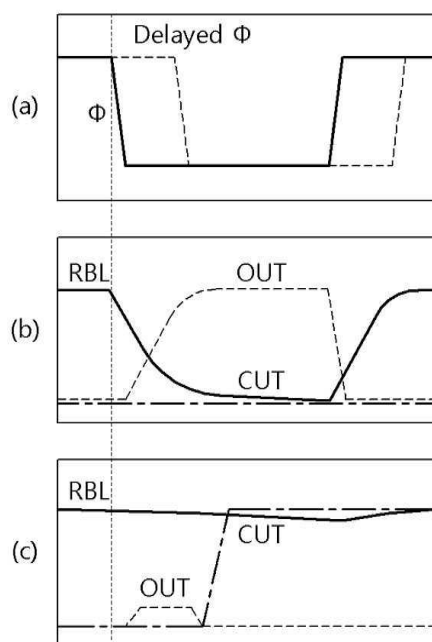 Delayed Φ
(a)
Φ
RBL
OUT
(b)
CUT
RBL
CUT
(c)
OUT